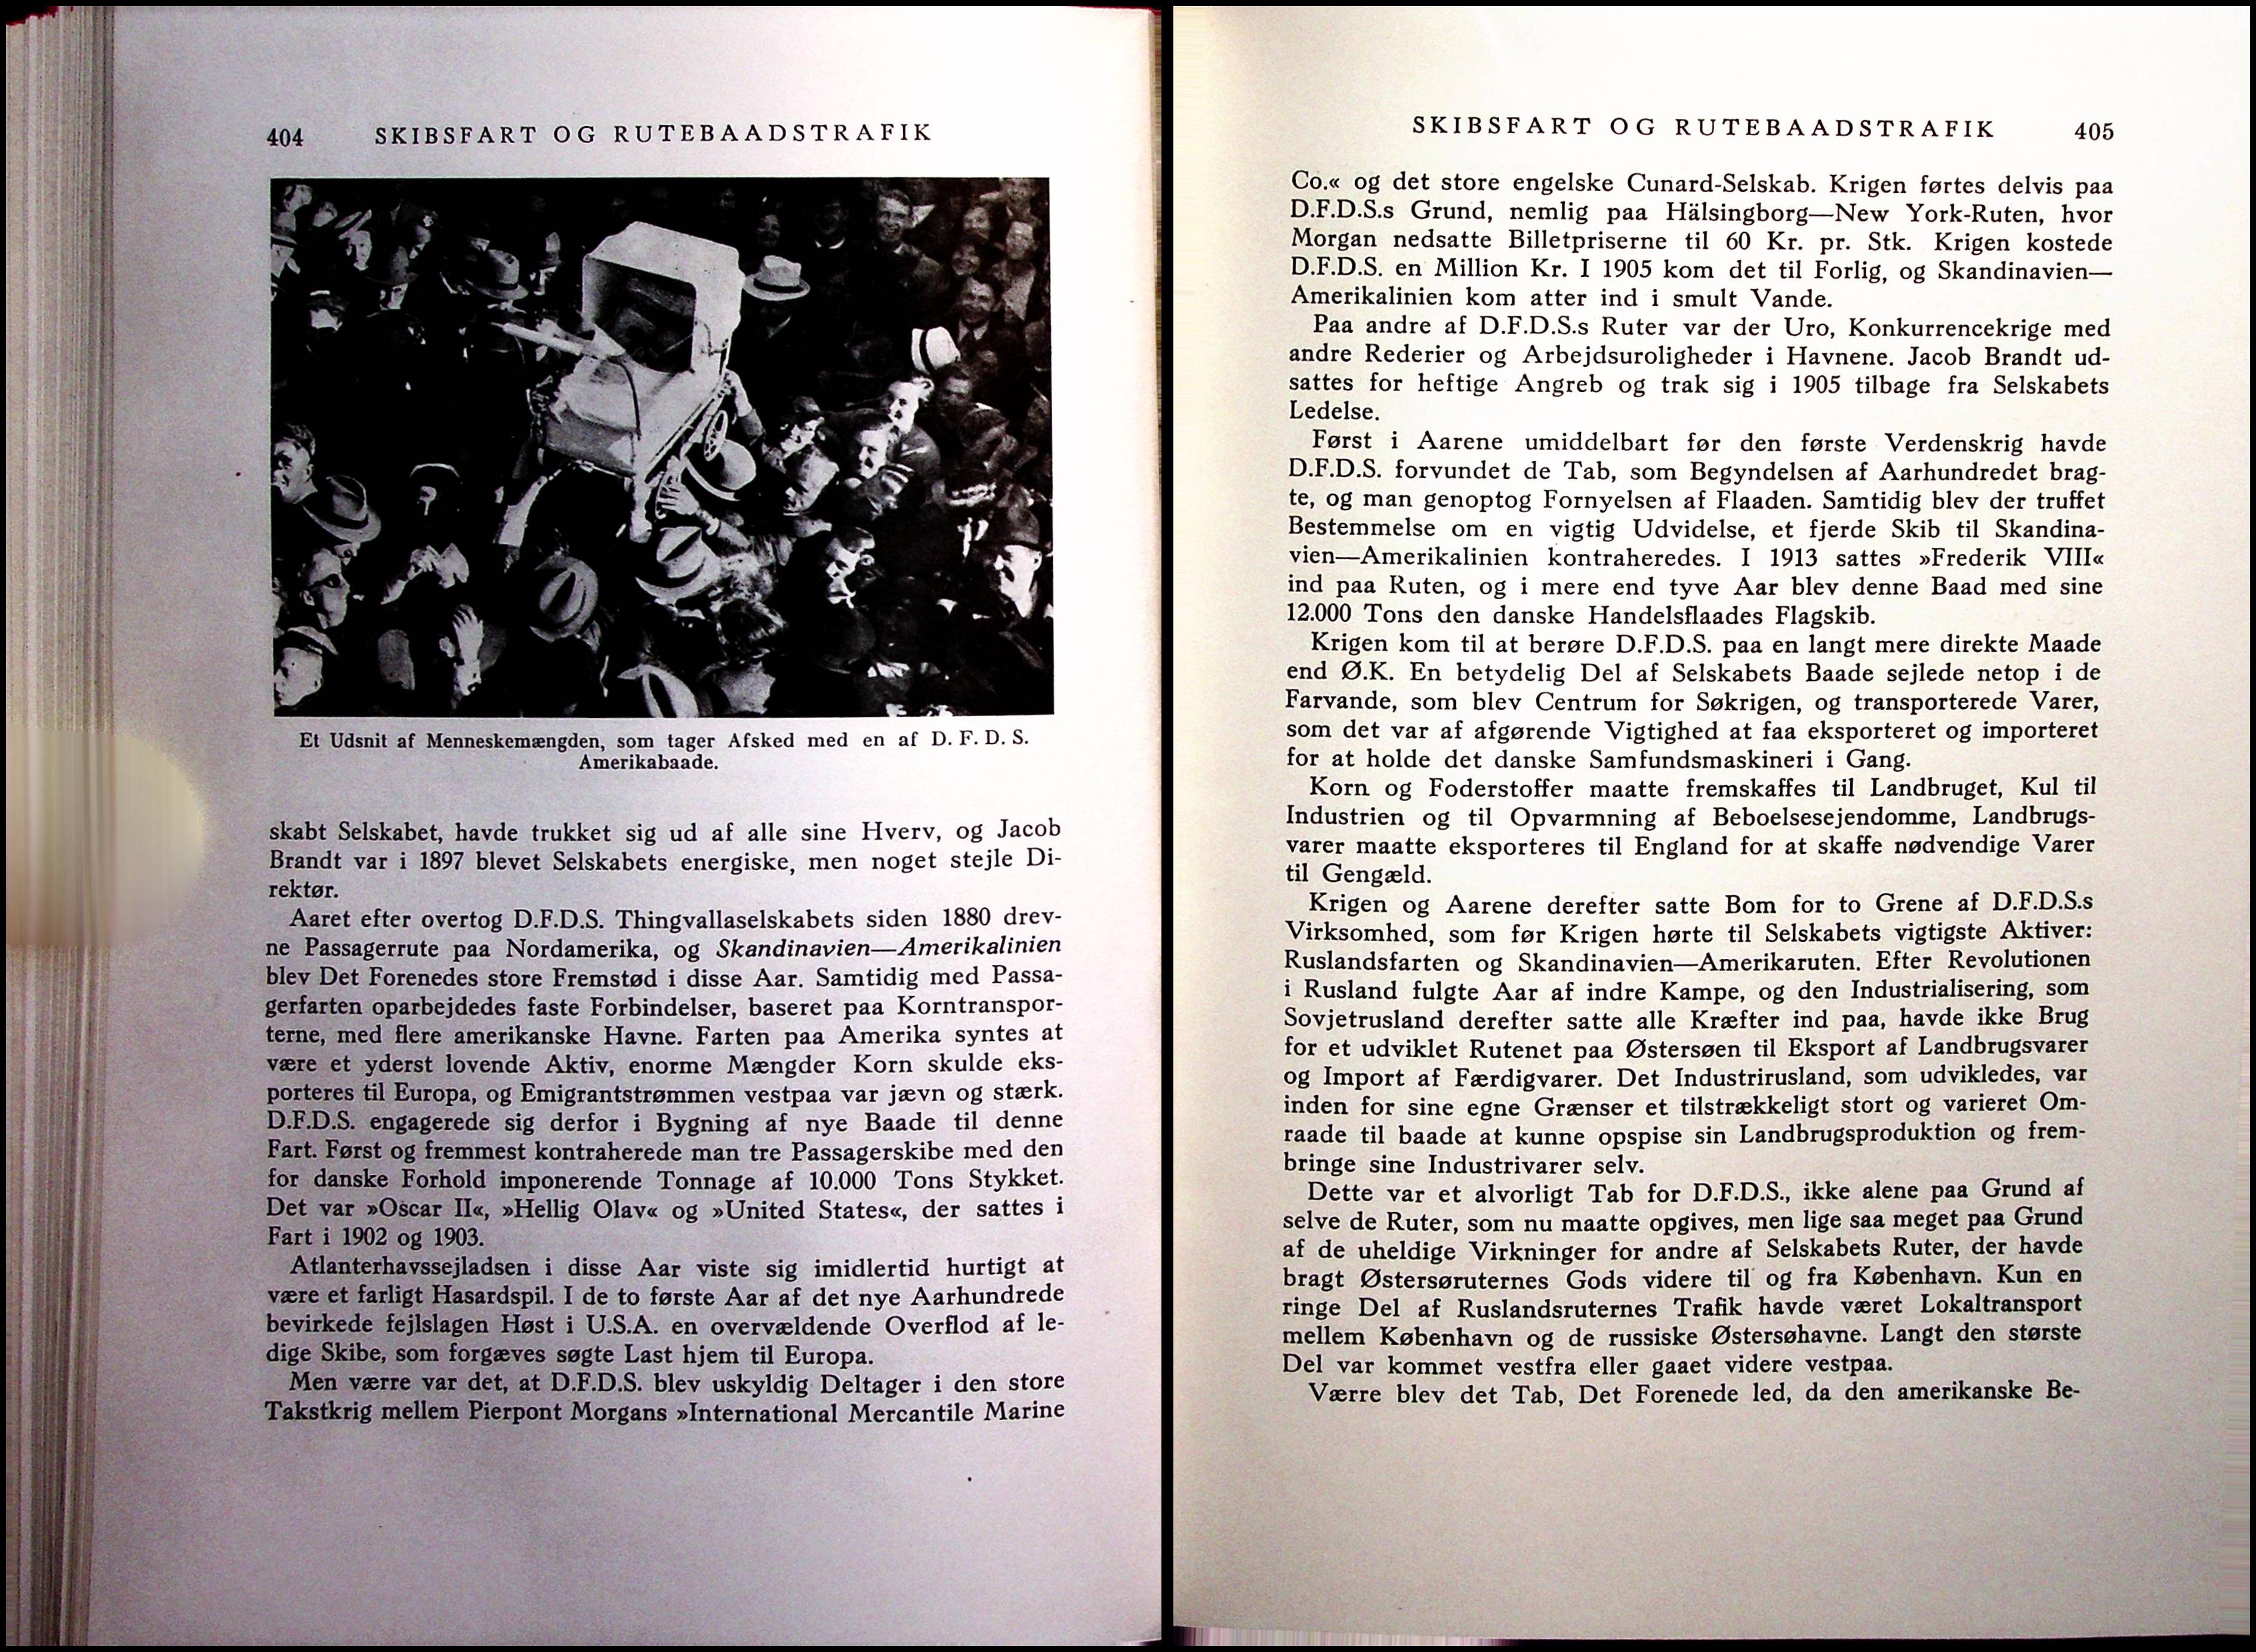 404 SKIBSFART OG RUTEBAADSTRAFIK
Et Udsnit af Menneskemængden, som tager Afsked med en af D. F. D. S.
Amerikabaade.
skabt Selskabet, havde trukket sig ud af alle sine Hverv, og Jacob
Brandt var i 1897 blevet Selskabets energiske, men noget stejle Di-
rektør.
Aaret efter overtog D.F.D.S. Thingvallaselskabets siden 1880 drev-
ne Passagerrute paa Nordamerika, og Skandinavien—Amerikalinien
blev Det Forenedes store Fremstød i disse Aar. Samtidig med Passa-
gerfarten oparbejdedes faste Forbindelser, baseret paa Korntranspor-
terne, med flere amerikanske Havne. Farten paa Amerika syntes at
være et yderst lovende Aktiv, enorme Mængder Korn skulde eks-
porteres til Europa, og Emigrantstrømmen vestpaa var jævn og stærk.
D.F.D.S. engagerede sig derfor i Bygning af nye Baade til denne
Fart. Først og fremmest kontraherede man tre Passagerskibe med den
for danske Forhold imponerende Tonnage af 10.000 Tons Stykket.
Det var »Oscar II«, »Hellig Olav« og »United States«, der sattes i
Fart i 1902 og 1903.
Atlanterhavssejladsen i disse Aar viste sig imidlertid hurtigt at
være et farligt Hasardspil. I de to første Aar af det nye Aarhundrede
bevirkede fejlslagen Høst i U.S.A. en overvældende Overflod af le-
dige Skibe, som forgæves søgte Last hjem til Europa.
Men værre var det, at D.F.D.S. blev uskyldig Deltager i den store
Takstkrig mellem Pierpont Morgans »International Mercantile Marine
SKIBSFART OG RUTEBAADSTRAFIK 405
Co.« og det store engelske Cunard-Selskab. Krigen førtes delvis paa
D.F.D.S.s Grund, nemlig paa Hälsingborg—New York-Ruten, hvor
Morgan nedsatte Billetpriserne til 60 Kr. pr. Stk. Krigen kostede
D.F.D.S. en Million Kr. I 1905 kom det til Forlig, og Skandinavien—
Amerikalinien kom atter ind i smult Vande.
Paa andre af D.F.D.S.s Ruter var der Uro, Konkurrencekrige med
andre Rederier og Arbejdsuroligheder i Havnene. Jacob Brandt ud-
sattes for heftige Angreb og trak sig i 1905 tilbage fra Selskabets
Ledelse.
Først i Aarene umiddelbart før den første Verdenskrig havde
D.F.D.S. forvundet de Tab, som Begyndelsen af Aarhundredet brag-
te, og man genoptog Fornyelsen af Flaaden. Samtidig blev der truffet
Bestemmelse om en vigtig Udvidelse, et fjerde Skib til Skandina-
vien—Amerikalinien kontraheredes. I 1913 sattes »Frederik VIII«
ind paa Ruten, og i mere end tyve Aar blev denne Baad med sine
12.000 Tons den danske Handelsflaades Flagskib.
Krigen kom til at berøre D.F.D.S. paa en langt mere direkte Maade
end Ø.K. En betydelig Del af Selskabets Baade sejlede netop i de
Farvande, som blev Centrum for Søkrigen, og transporterede Varer,
som det var af afgørende Vigtighed at faa eksporteret og importeret
for at holde det danske Samfundsmaskineri i Gang.
Korn og Foderstoffer maatte fremskaffes til Landbruget, Kul til
Industrien og til Opvarmning af Beboelsesejendomme, Landbrugs-
varer maatte eksporteres til England for at skaffe nødvendige Varer
til Gengæld.
Krigen og Aarene derefter satte Bom for to Grene af D.F.D.S.s
Virksomhed, som før Krigen hørte til Selskabets vigtigste Aktiver:
Ruslandsfarten og Skandinavien—Amerikaruten. Efter Revolutionen
i Rusland fulgte Aar af indre Kampe, og den Industrialisering, som
Sovjetrusland derefter satte alle Kræfter ind paa, havde ikke Brug
for et udviklet Rutenet paa Østersøen til Eksport af Landbrugsvarer
og Import af Færdigvarer. Det Industrirusland, som udvikledes, var
inden for sine egne Grænser et tilstrækkeligt stort og varieret Om-
raade til baade at kunne opspise sin Landbrugsproduktion og frem-
bringe sine Industrivarer selv.
Dette var et alvorligt Tab for D.F.D.S., ikke alene paa Grund af
selve de Ruter, som nu maatte opgives, men lige saa meget paa Grund
af de uheldige Virkninger for andre af Selskabets Ruter, der havde
bragt Østersøruternes Gods videre til og fra København. Kun en
ringe Del af Ruslandsruternes Trafik havde været Lokaltransport
mellem København og de russiske Østersøhavne. Langt den største
Del var kommet vestfra eller gaaet videre vestpaa.
Værre blev det Tab, Det Forenede led, da den amerikanske Be-